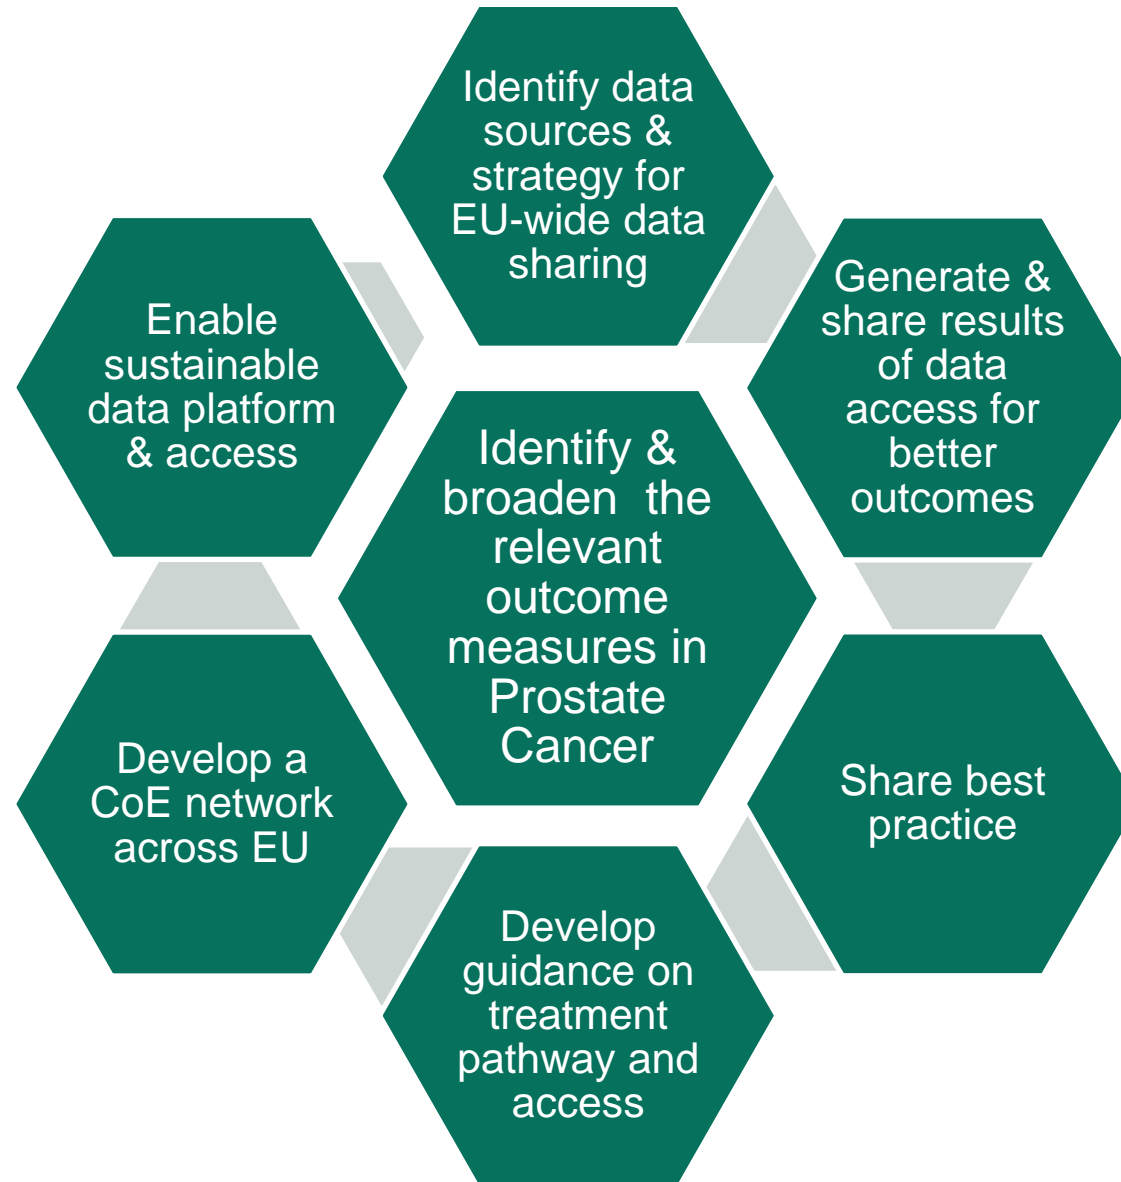 Identify data
sources &
strategy for
EU-wide data
sharing
Generate &
share results
of data
access for
better
outcomes
Share best
practice
Develop
guidance on
treatment
pathway and
access
Develop a
CoE network
across EU
Enable
sustainable
data platform
& access
Identify &
broaden  the
relevant
outcome
measures in
Prostate
Cancer